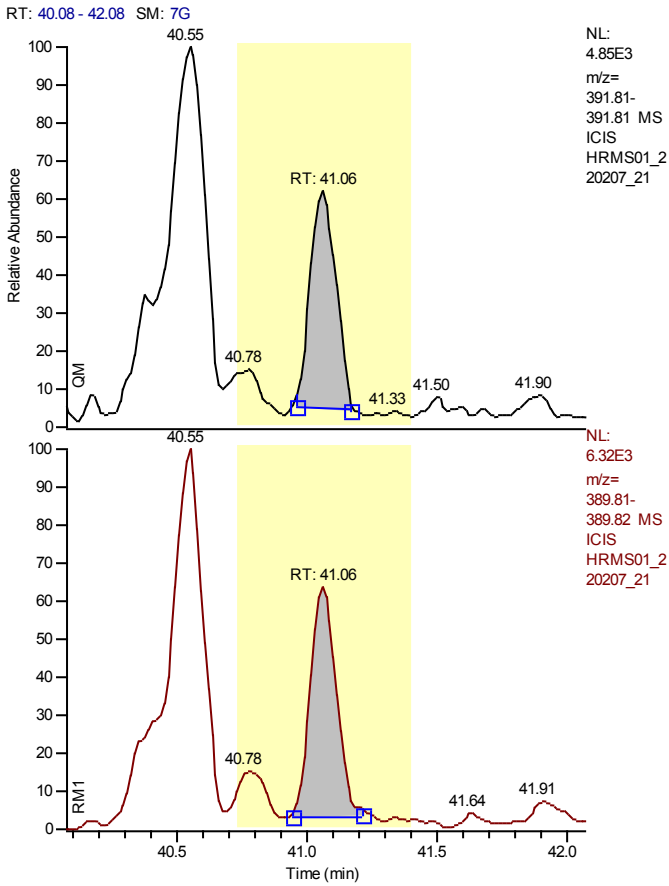 RT: 40.08 - 42.08 SM: 7G
40.55
NL:
4.85E3
m/z=
391.81-
391.81 MS
ICIS
HRMS01_2
20207_21
100
90
80
70
60
50
40
30
20
10
0
Relative Abundance
QM
RT: 41.06
40.78
41.33
41.50
41.90
NL:
6.32E3
m/z=
389.81-
389.82 MS
ICIS
HRMS01_2
20207_21
40.55
100
90
80
70
60
50
40
30
20
10
0
RM1
RT: 41.06
40.78
41.64
41.91
40.5
41.0
41.5
42.0
Time (min)